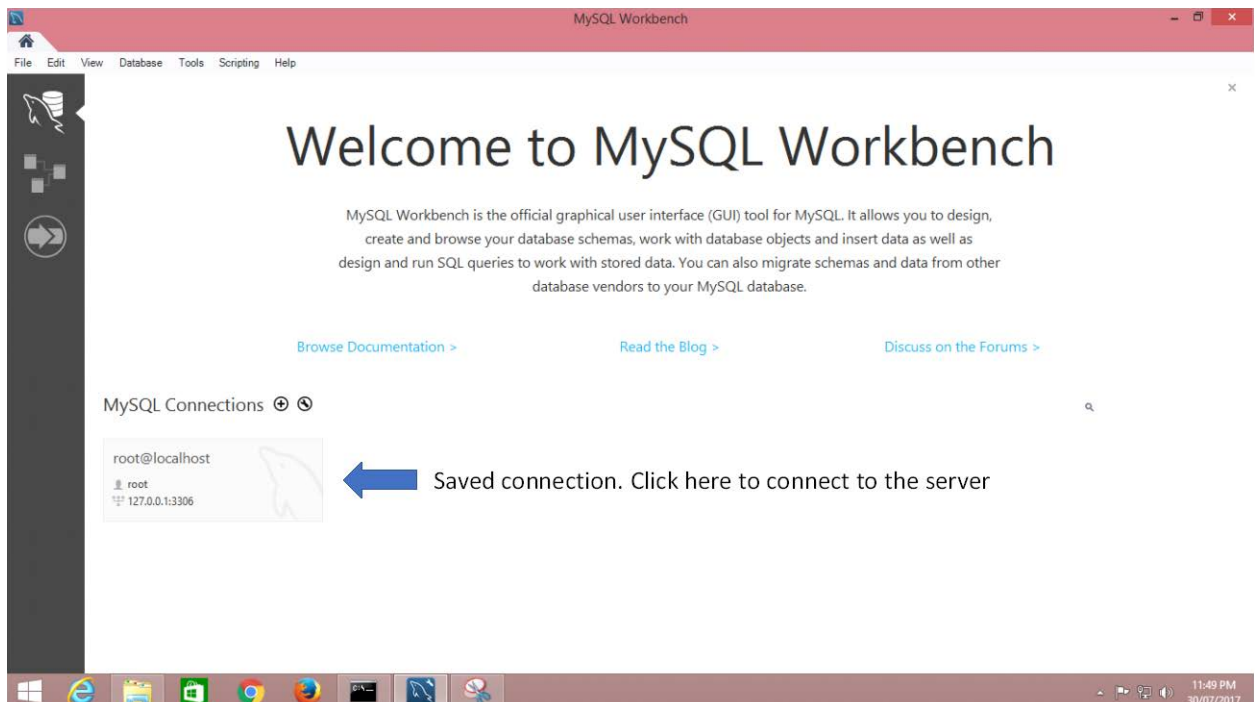 MySQL Workbench
File Edit View Database Tools Scripting Help
Welcome to MySQL Workbench
MySQL Workbench is the official graphical user interface (GUI) tool for MySQL. It allows you to design,
create and browse your database schemas, work with database objects and insert data as well as
design and run SQL queries to work with stored data. You can also migrate schemas and data from other
database vendors to your MySQL database.
Browse Documentation >
Read the Blog >
Discuss on the Forums >
MySQL Connections
root@localhost
root
127.0.0.1:3306
Saved connection. Click here to connect to the server
11:49 PM
30/07/2017